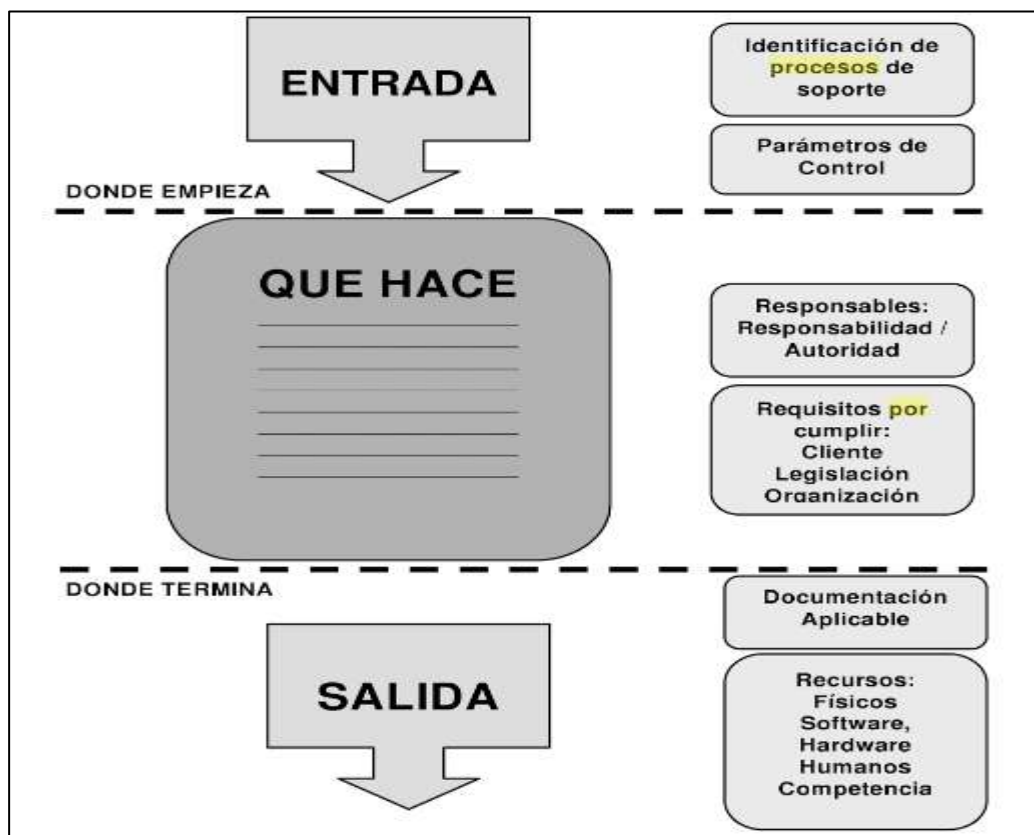 ENTRADA
Identificación de
procesos de
soporte
Parámetros de
Control
DONDE EMPIEZA
QUE HACE
Responsables:
Responsabilidad /
Autoridad
Requisitos por
cumplir:
Cliente
Legislación
Organización
DONDE TERMINA
Documentación
Aplicable
SALIDA
Recursos:
Físicos
Software,
Hardware
Humanos
Competencia